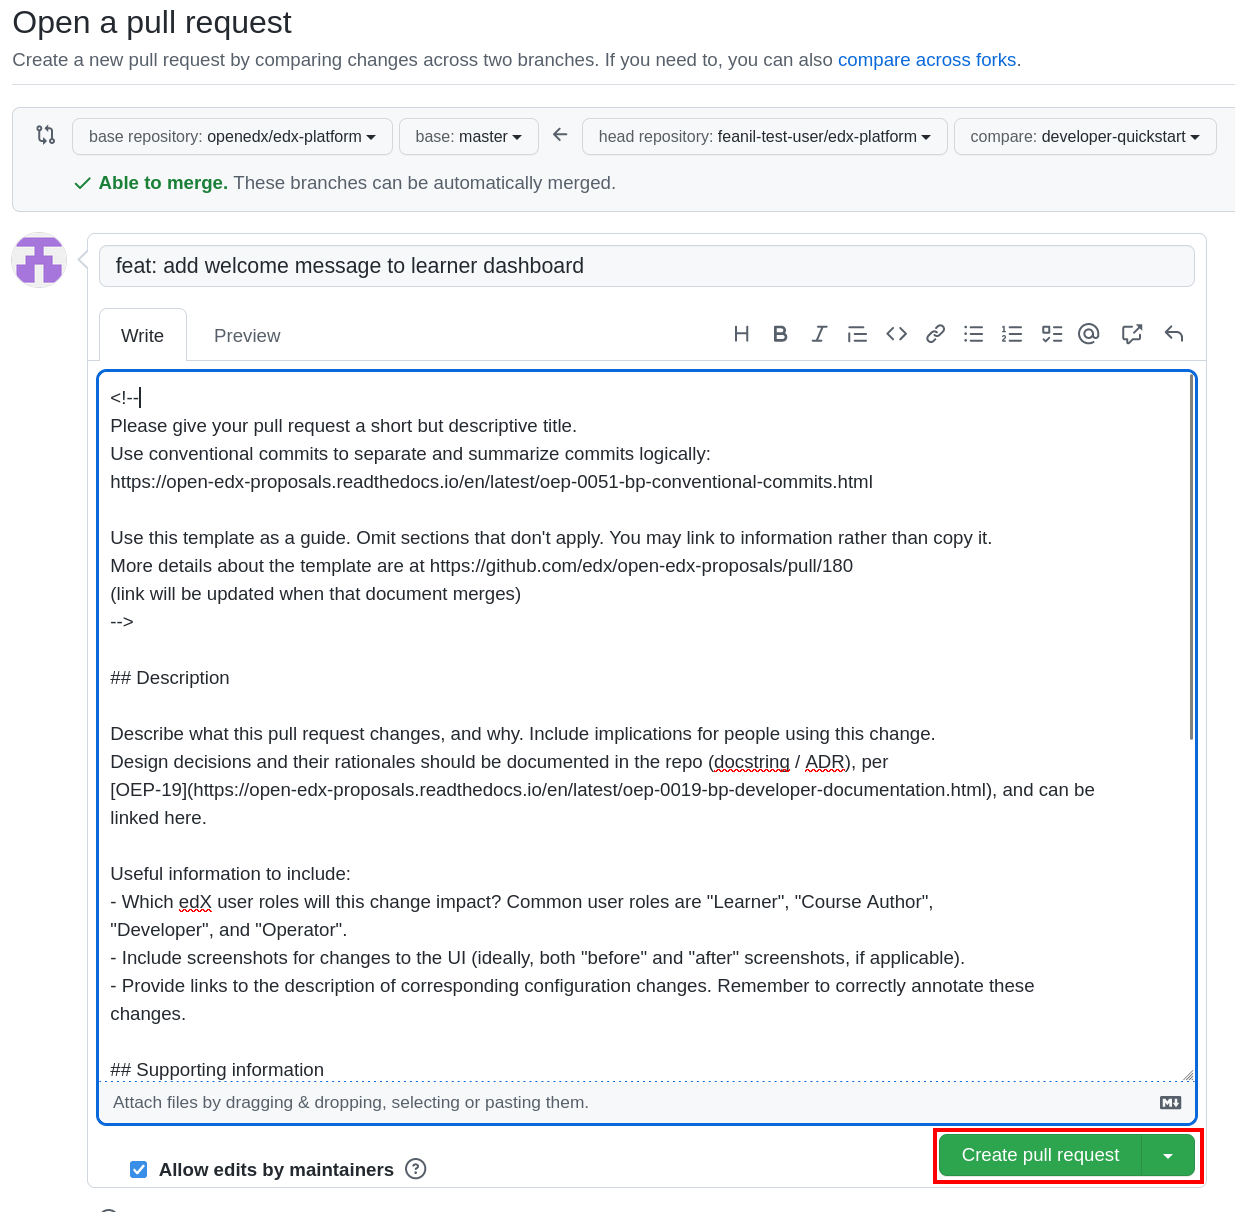 Open a pull request
Create a new pull request by comparing changes across two branches. If you need to, you can also compare across forks.
base repository: openedx/edx-platform base: master head repository: feanil-test-user/edx-platform compare: developer-quickstart
Able to merge. These branches can be automatically merged.
feat: add welcome message to learner dashboard
Write Preview
<!--
Please give your pull request a short but descriptive title.
Use conventional commits to separate and summarize commits logically:
https://open-edx-proposals.readthedocs.io/en/latest/oep-0051-bp-conventional-commits.html
Use this template as a guide. Omit sections that don't apply. You may link to information rather than copy it.
More details about the template are at https://github.com/edx/open-edx-proposals/pull/180
(link will be updated when that document merges)
-->
## Description
Describe what this pull request changes, and why. Include implications for people using this change.
Design decisions and their rationales should be documented in the repo (docstring / ADR), per
[OEP-19](https://open-edx-proposals.readthedocs.io/en/latest/oep-0019-bp-developer-documentation.html), and can be
linked here.
Useful information to include:
- Which edX user roles will this change impact? Common user roles are "Learner", "Course Author",
"Developer", and "Operator".
- Include screenshots for changes to the UI (ideally, both "before" and "after" screenshots, if applicable).
- Provide links to the description of corresponding configuration changes. Remember to correctly annotate these
changes.
## Supporting information
Attach files by dragging & dropping, selecting or pasting them.
Allow edits by maintainers
Create pull request